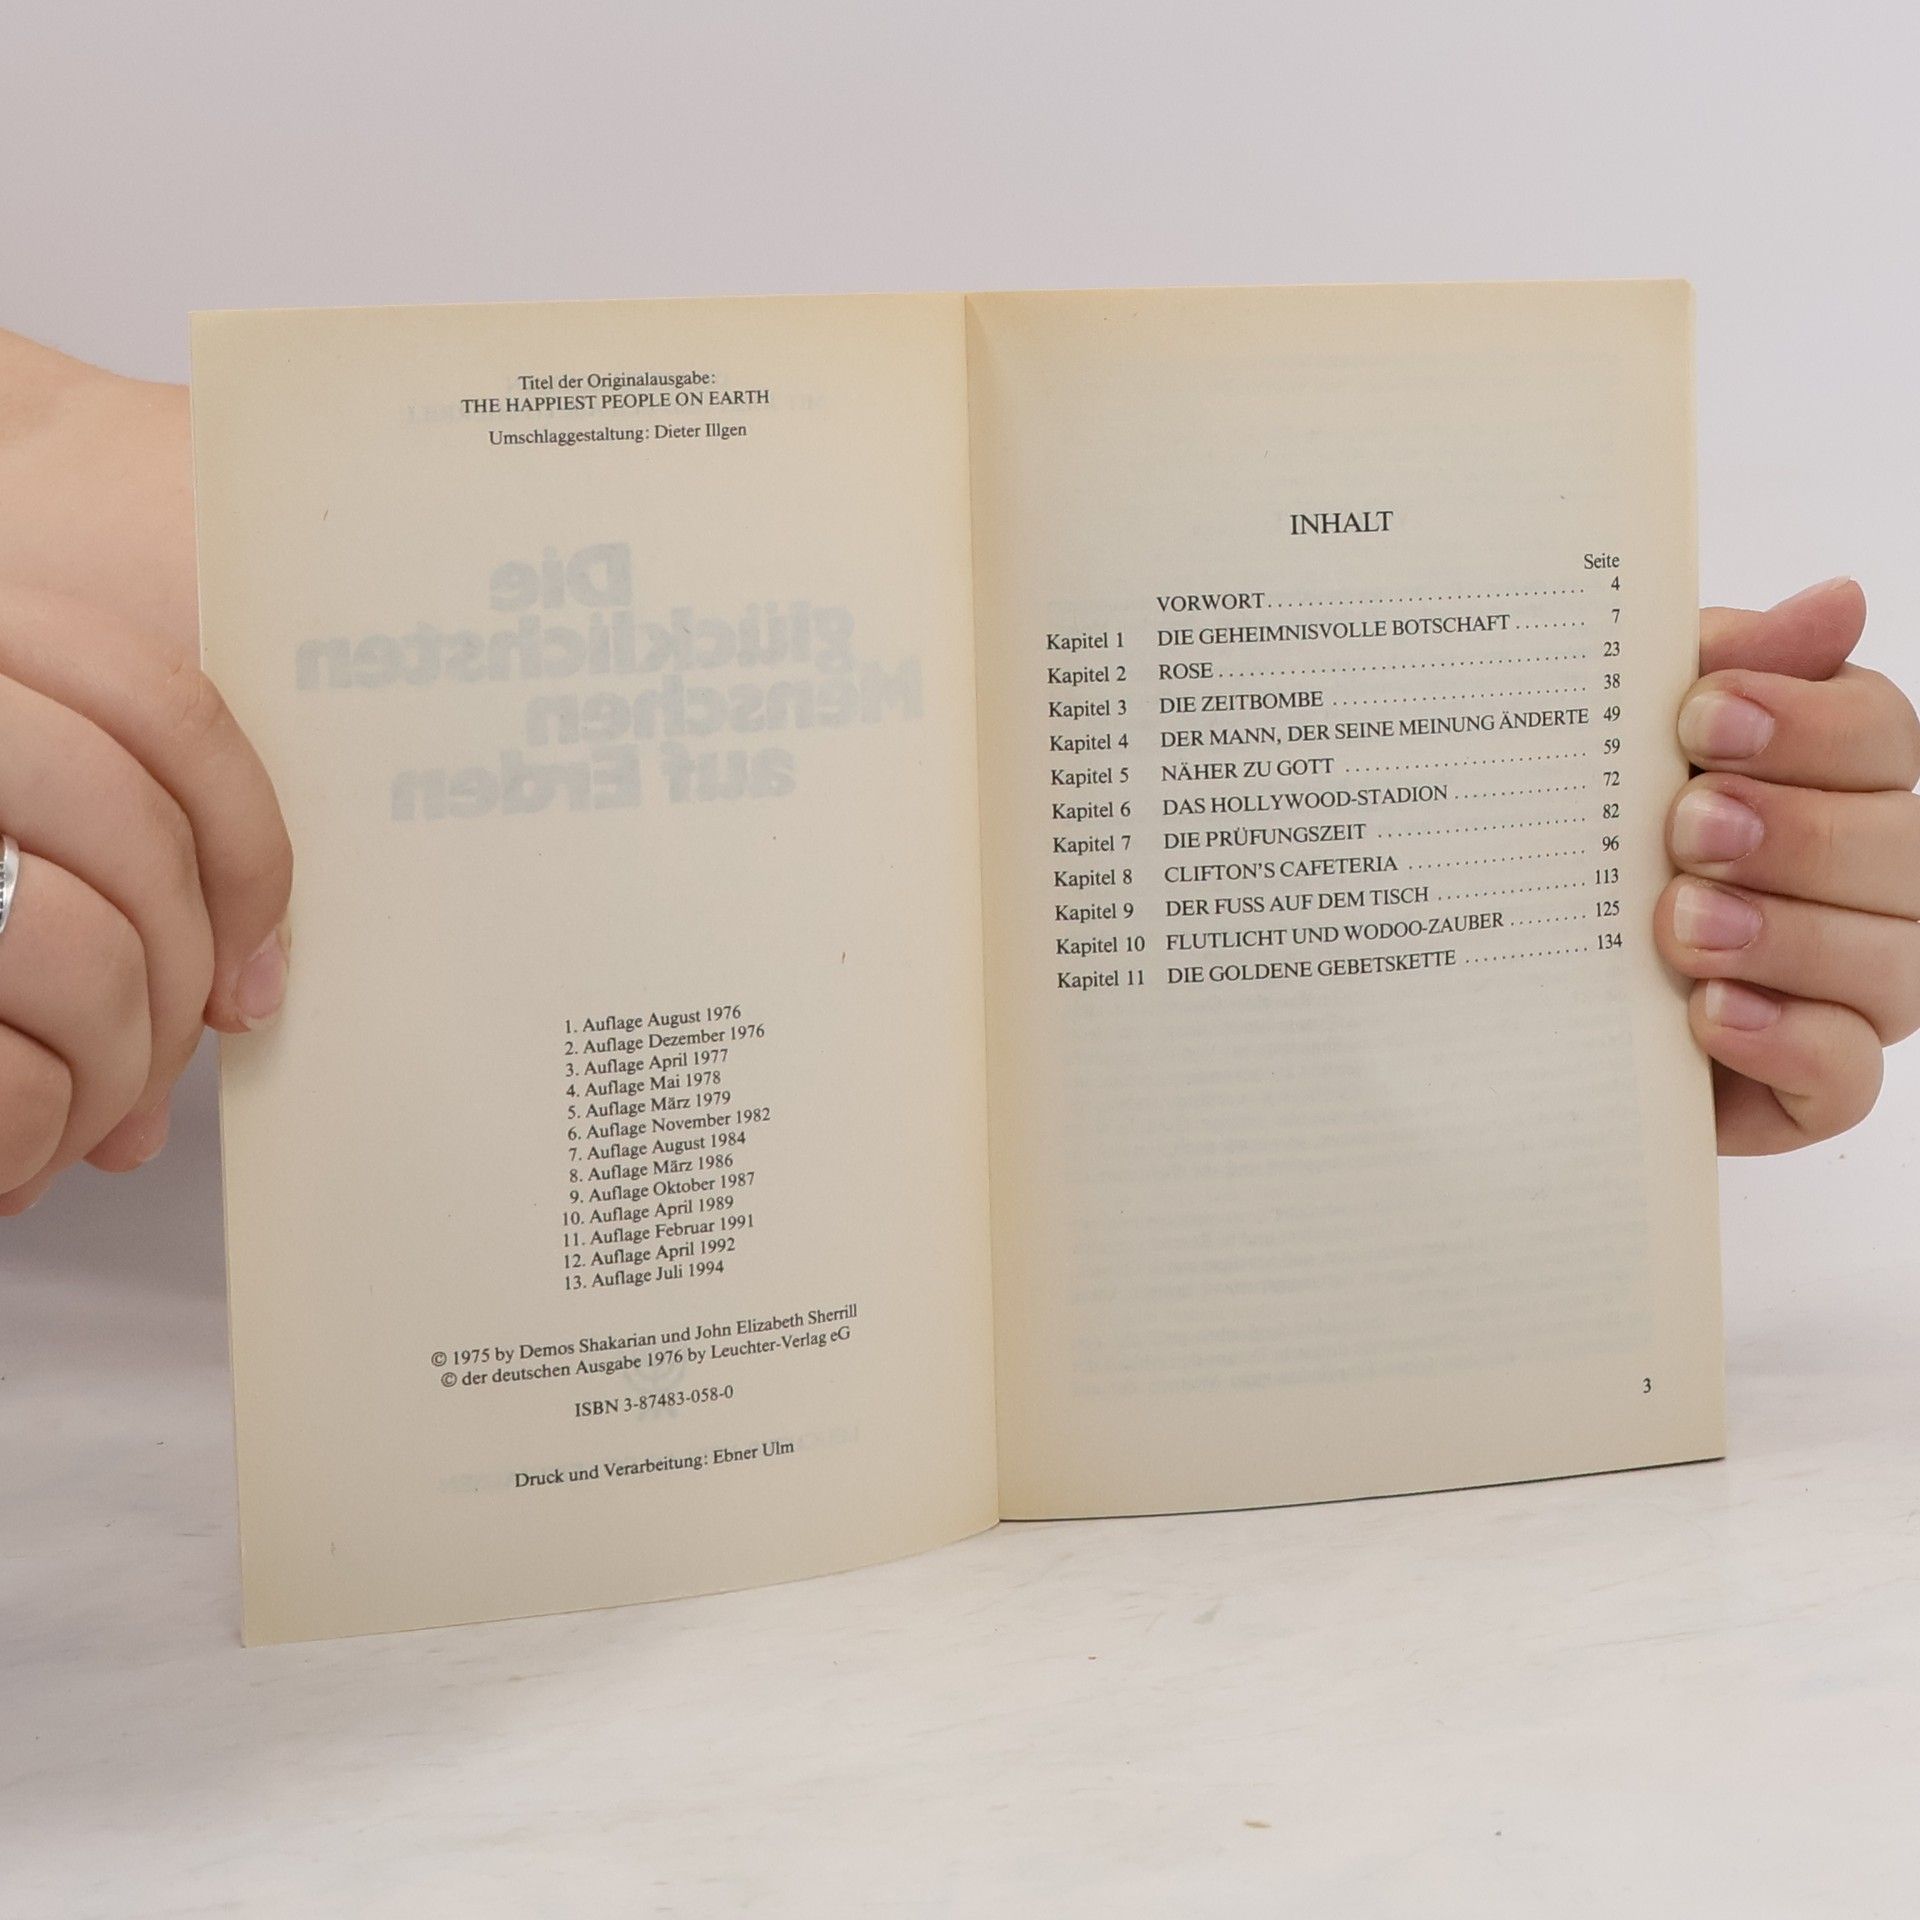 Titel der Originalausgabe:
THE HAPPIEST PEOPLE ON EARTH
Umschlaggestaltung: Dieter Illgen
Die
glücklichsten
Menschen
auf Erden
1. Auflage August 1976
2. Auflage Dezember 1976
3. Auflage April 1977
4. Auflage Mai 1978
5. Auflage März 1979
6. Auflage November 1982
7. Auflage August 1984
8. Auflage März 1986
9. Auflage Oktober 1987
10. Auflage April 1989
11. Auflage Februar 1991
12. Auflage April 1992
13. Auflage Juli 1994
© 1975 by Demos Shakarian und John Elizabeth Sherrill
© der deutschen Ausgabe 1976 by Leuchter-Verlag eG
ISBN 3-87483-058-0
Druck und Verarbeitung: Ebner Ulm
INHALT
Seite
VORWORT................................ 4
Kapitel 1 DIE GEHEIMNISVOLLE BOTSCHAFT ........ 7
Kapitel 2 ROSE ..................................... 23
Kapitel 3 DIE ZEITBOMBE .......................... 38
Kapitel 4 DER MANN, DER SEINE MEINUNG ÄNDERTE 49
Kapitel 5 NÄHER ZU GOTT ......................... 59
Kapitel 6 DAS HOLLYWOOD-STADION .............. 72
Kapitel 7 DIE PRÜFUNGSZEIT ...................... 82
Kapitel 8 CLIFTON'S CAFETERIA ................... 96
Kapitel 9 DER FUSS AUF DEM TISCH ................ 113
Kapitel 10 FLUTLICHT UND WODOO-ZAUBER ......... 125
Kapitel 11 DIE GOLDENE GEBETSKETTE .............. 134
3